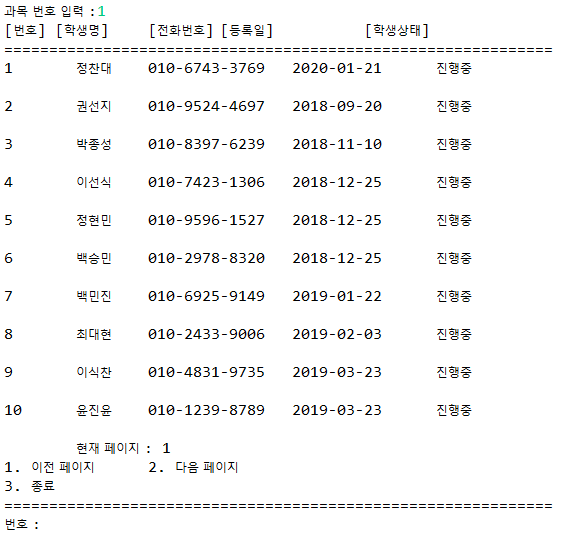 과목 번호 입력 :1
[번호] [학생명] [전화번호] [등록일] [학생상태]
=============================================================
1 정찬대 010-6743-3769 2020-01-21 진행중
2 권선지 010-9524-4697 2018-09-20 진행중
3 박종성 010-8397-6239 2018-11-10 진행중
4 이선식 010-7423-1306 2018-12-25 진행중
5 정현민 010-9596-1527 2018-12-25 진행중
6 백승민 010-2978-8320 2018-12-25 진행중
7 백민진 010-6925-9149 2019-01-22 진행중
8 최대현 010-2433-9006 2019-02-03 진행중
9 이식찬 010-4831-9735 2019-03-23 진행중
10 윤진윤 010-1239-8789 2019-03-23 진행중
현재 페이지 : 1
1. 이전 페이지 2. 다음 페이지
3. 종료
=============================================================
번호 :